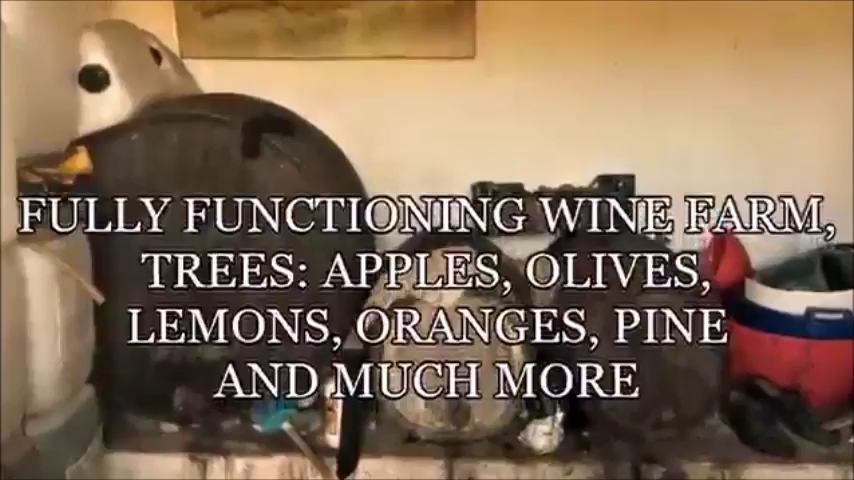 FULLY FUNCTIONING WINE FARM,
TREES: APPLES, OLIVES,
LEMONS, ORANGES, PINE
AND MUCH MORE